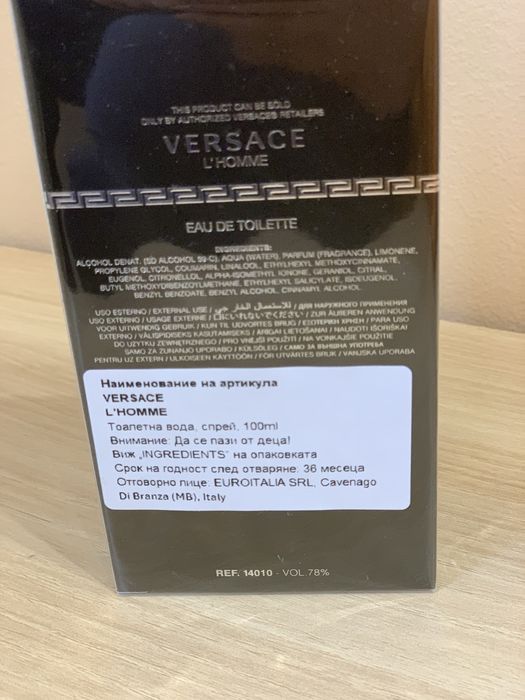 THIS PRODUCT CAN BE SOLD
ONLY BY AUTHORIZED VERSACE RETAILERS
VERSACE
L'HOMME
EAU DE TOILETTE
INGREDIENTS:
ALCOHOL DENAT. (SD ALCOHOL 39-C), AQUA (WATER), PARFUM (FRAGRANCE), LIMONENE,
PROPYLENE GLYCOL, COUMARIN, LINALOOL, ETHYLHEXYL METHOXYCINNAMATE,
EUGENOL, CITRONELLOL, ALPHA-ISOMETHYL IONONE, GERANIOL, CITRAL,
BUTYL METHOXYDIBENZOYLMETHANE, ETHYLHEXYL SALICYLATE, ISOEUGENOL,
BENZYL BENZOATE, BENZYL ALCOHOL, CINNAMYL ALCOHOL.
USO ESTERNO / EXTERNAL USE / للاستعمال الخارجي / ДЛЯ НАРУЖНОГО ПРИМЕНЕНИЯ
USO EXTERNO / USAGE EXTERNE / ZUR ÄUßEREN ANWENDUNG
VOOR UITWENDIG GEBRUIK / KUN TIL UDVORTES BRUG / ΕΞΩΤΕΡΙΚΗ ΧΡΗΣΗ / PARA USO
EXTERNO / VÄLISPIDISEKS KASUTAMISEKS / ĀRĪGAI LIETOŠANAI / NAUDOTI IŠORIŠKAI
DO UŻYTKU ZEWNĘTRZNEGO / PRO VNĚJŠÍ POUŽITÍ / NA VONKAJŠIE POUŽITIE
SAMO ZA ZUNANJO UPORABO / KÜLSŐLEG / САМО ЗА ВЪНШНА УПОТРЕБА
PENTRU UZ EXTERN / ULKOISEEN KÄYTTÖÖN / FÖR UTVÄRTES BRUK / VANJSKA UPORABA
Наименование на артикула
VERSACE
L'HOMME
Тоалетна вода, спрей, 100ml
Внимание: Да се пази от деца!
Виж „INGREDIENTS" на опаковката
Срок на годност след отваряне: 36 месеца
Отговорно лице: EUROITALIA SRL, Cavenago
Di Branza (MB), Italy
REF. 14010 - VOL.78%